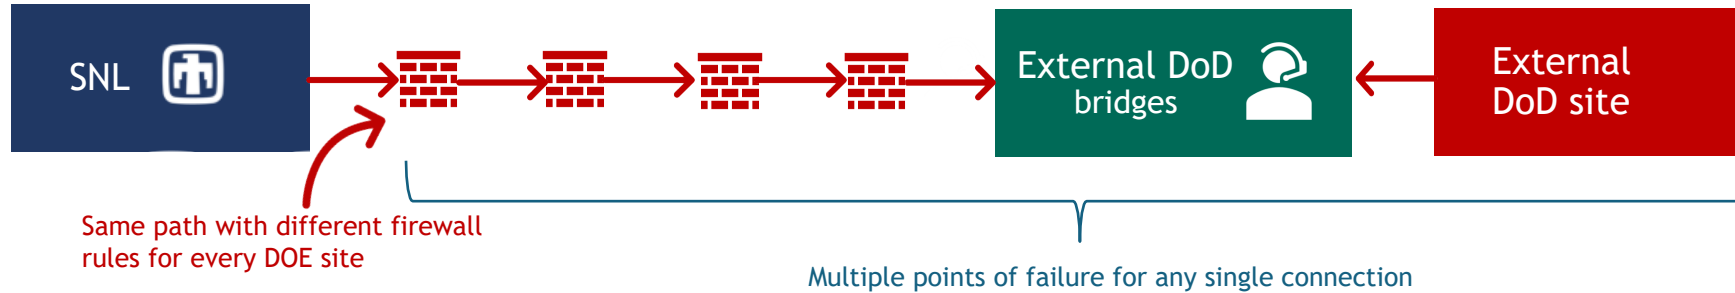 SNL
External DoD
bridges
External
DoD site
Same path with different firewall
rules for every DOE site
Multiple points of failure for any single connection